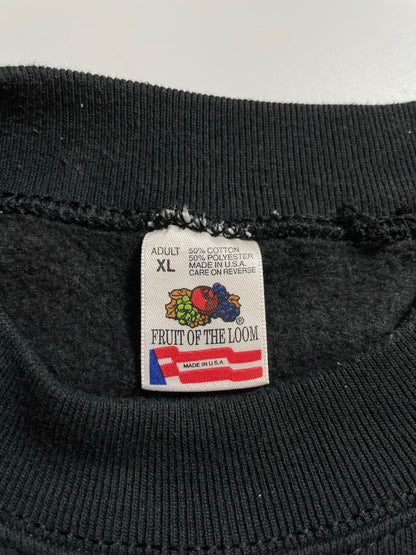 ADULT
XL
50% COTTON
50% POLYESTER
MADE IN U.S.A.
CARE ON REVERSE
®
FRUIT OF THE LOOM
MADE IN U.S.A.